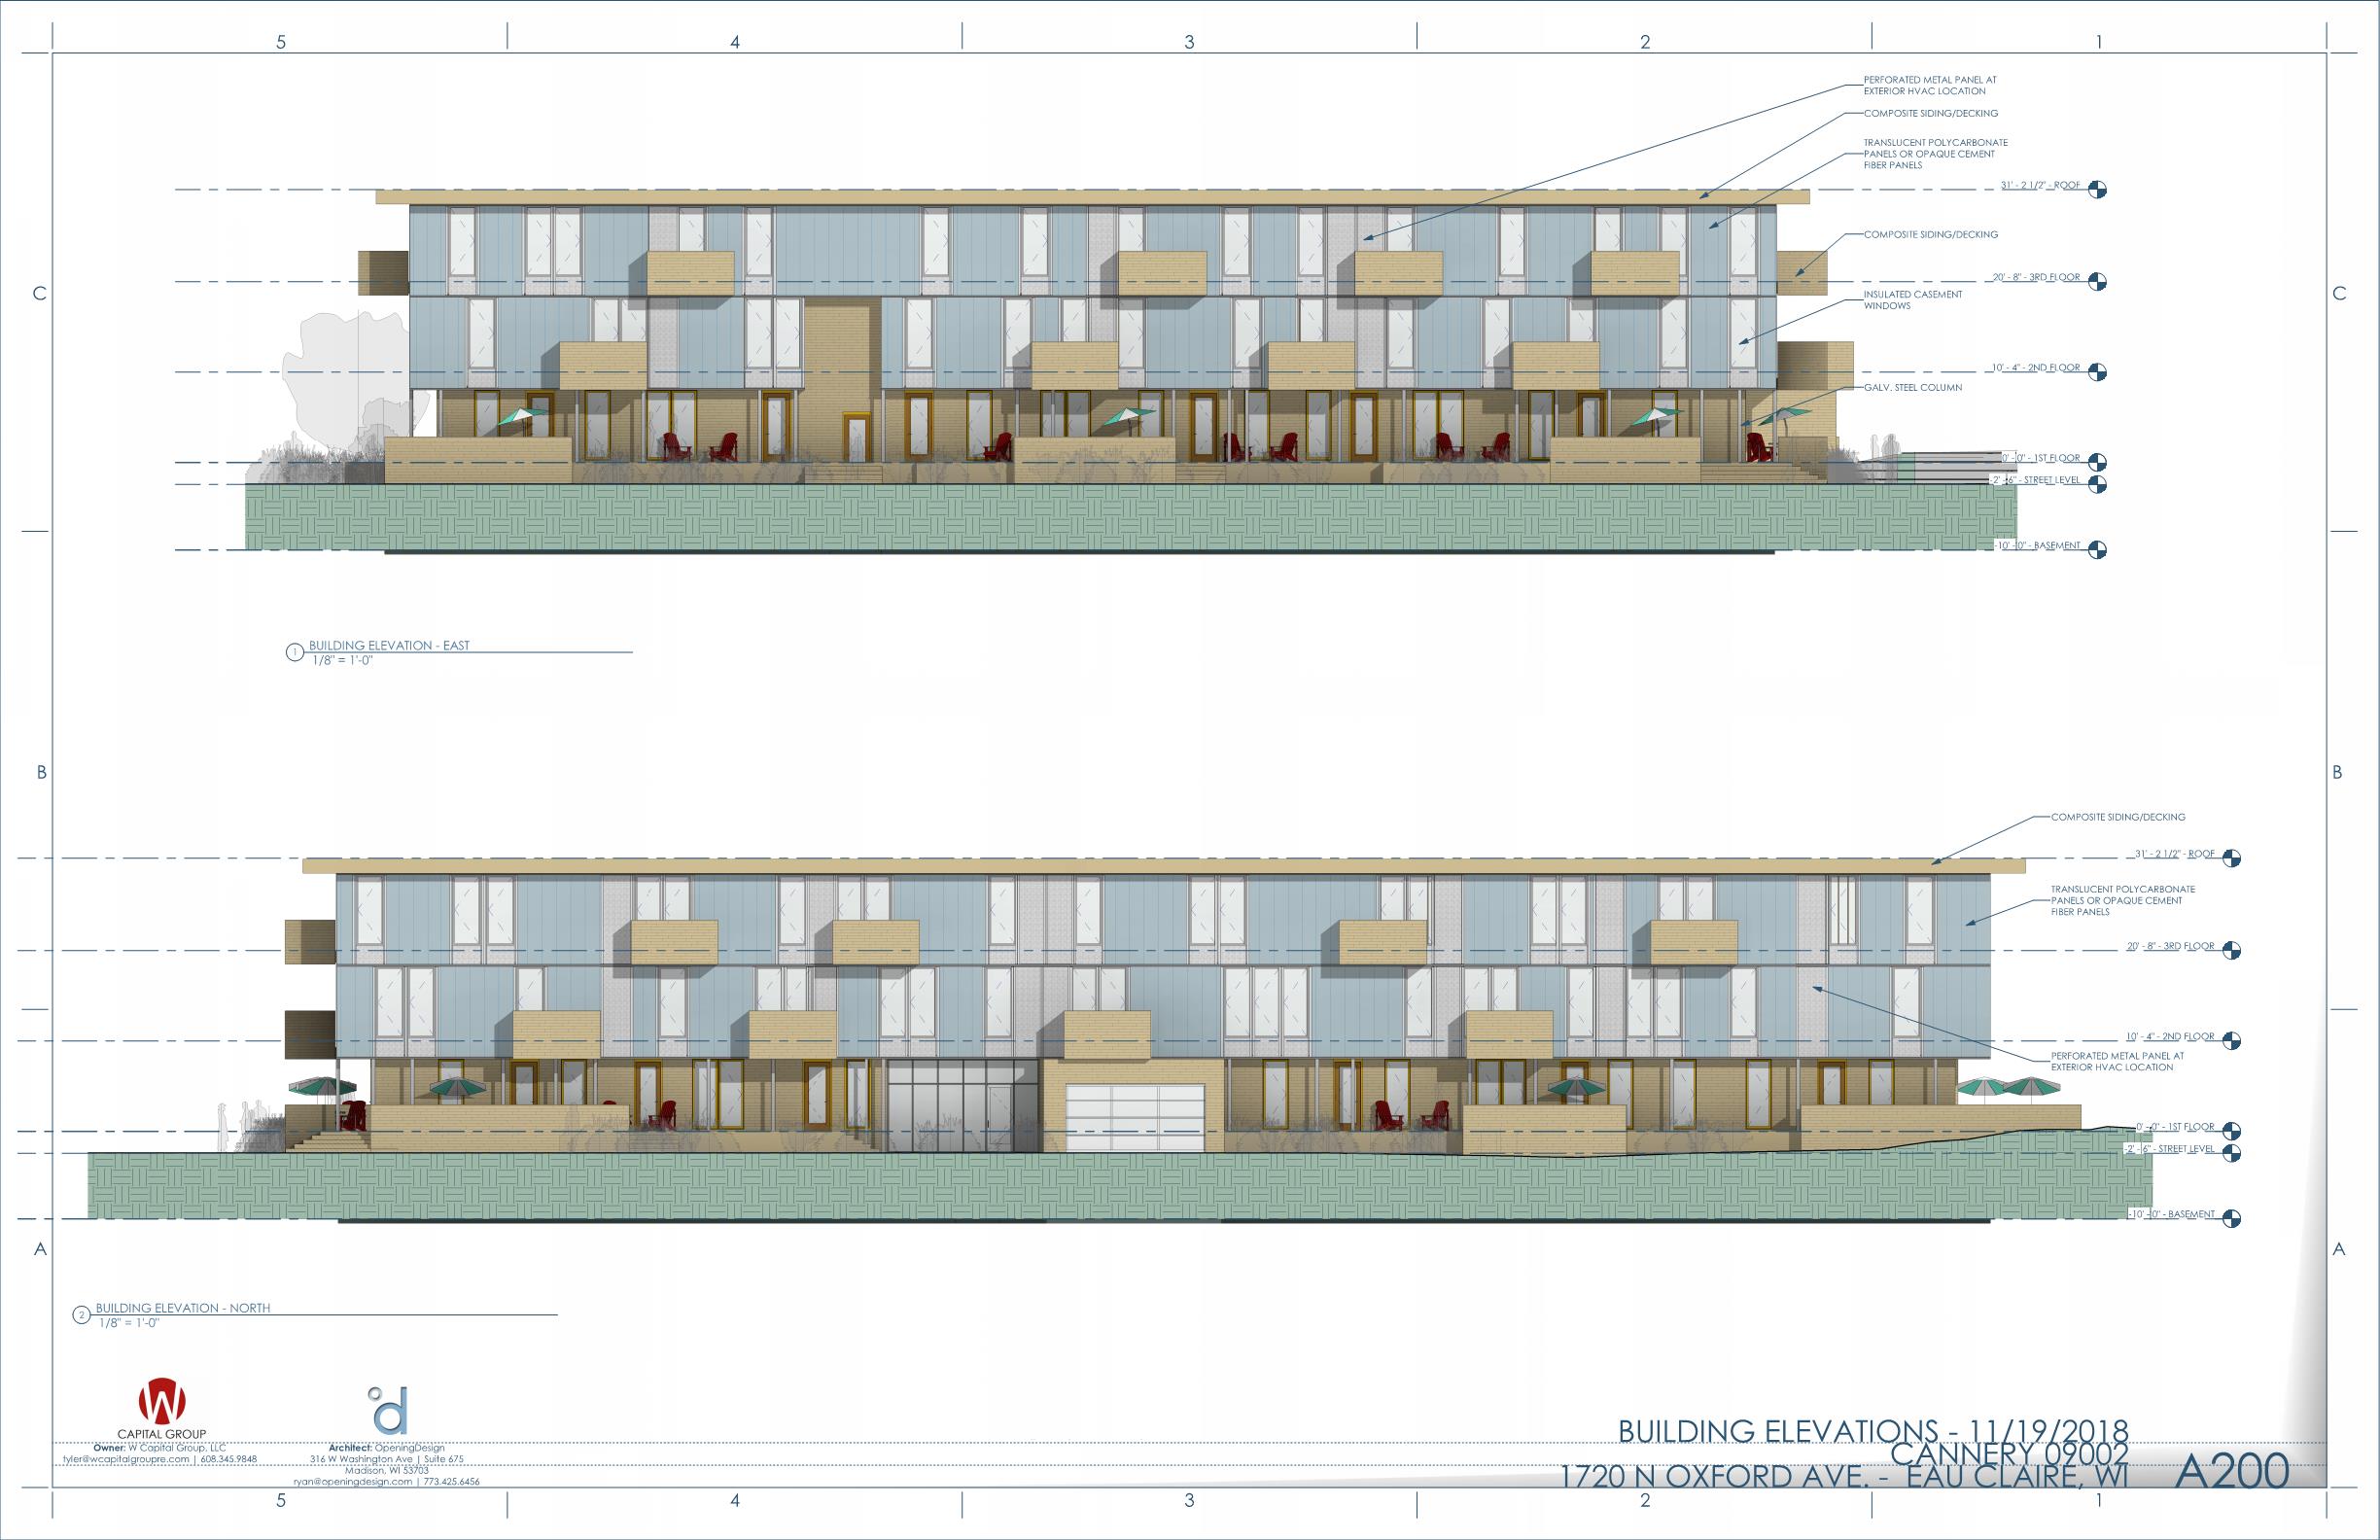 5 4 3 2 1
PERFORATED METAL PANEL AT
EXTERIOR HVAC LOCATION
COMPOSITE SIDING/DECKING
TRANSLUCENT POLYCARBONATE
PANELS OR OPAQUE CEMENT
FIBER PANELS
31' - 2 1/2" - ROOF
COMPOSITE SIDING/DECKING
20' - 8" - 3RD FLOOR
C C
INSULATED CASEMENT
WINDOWS
10' - 4" - 2ND FLOOR
GALV. STEEL COLUMN
0' - 0" - 1ST FLOOR
-2' - 6" - STREET LEVEL
-10' - 0" - BASEMENT
1 BUILDING ELEVATION - EAST
1/8" = 1'-0"
B B
COMPOSITE SIDING/DECKING
31' - 2 1/2" - ROOF
TRANSLUCENT POLYCARBONATE
PANELS OR OPAQUE CEMENT
FIBER PANELS
20' - 8" - 3RD FLOOR
10' - 4" - 2ND FLOOR
PERFORATED METAL PANEL AT
EXTERIOR HVAC LOCATION
0' - 0" - 1ST FLOOR
-2' - 6" - STREET LEVEL
-10' - 0" - BASEMENT
A A
2 BUILDING ELEVATION - NORTH
1/8" = 1'-0"
W
CAPITAL GROUP
Owner: W Capital Group, LLC
tyler@wcapitalgroupre.com | 608.345.9848
d
Architect: OpeningDesign
316 W Washington Ave | Suite 675
Madison, WI 53703
ryan@openingdesign.com | 773.425.6456
BUILDING ELEVATIONS - 11/19/2018
CANNERY 09002
1720 N OXFORD AVE. - EAU CLAIRE, WI
A200
5 4 3 2 1